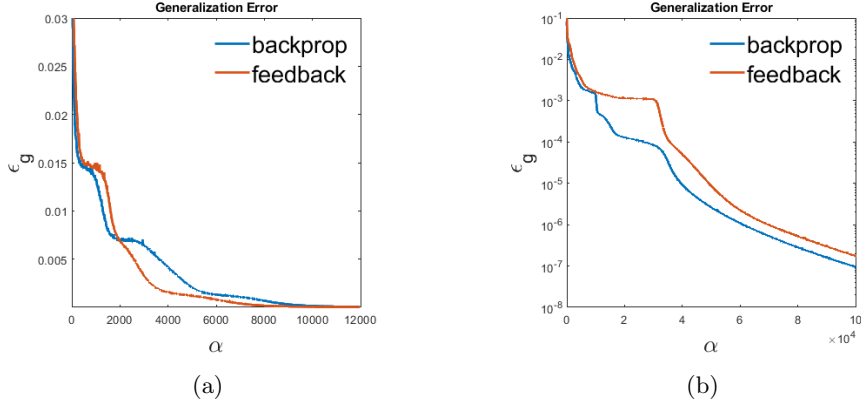 Generalization Error
0.03
0.025
0.02
0.015
0.01
0.005
ϵg
backprop
feedback
0 2000 4000 6000 8000 10000 12000
α
(a)
Generalization Error
10^-1
10^-2
10^-3
10^-4
10^-5
10^-6
10^-7
10^-8
ϵg
backprop
feedback
0 2 4 6 8 10
×10^4
α
(b)